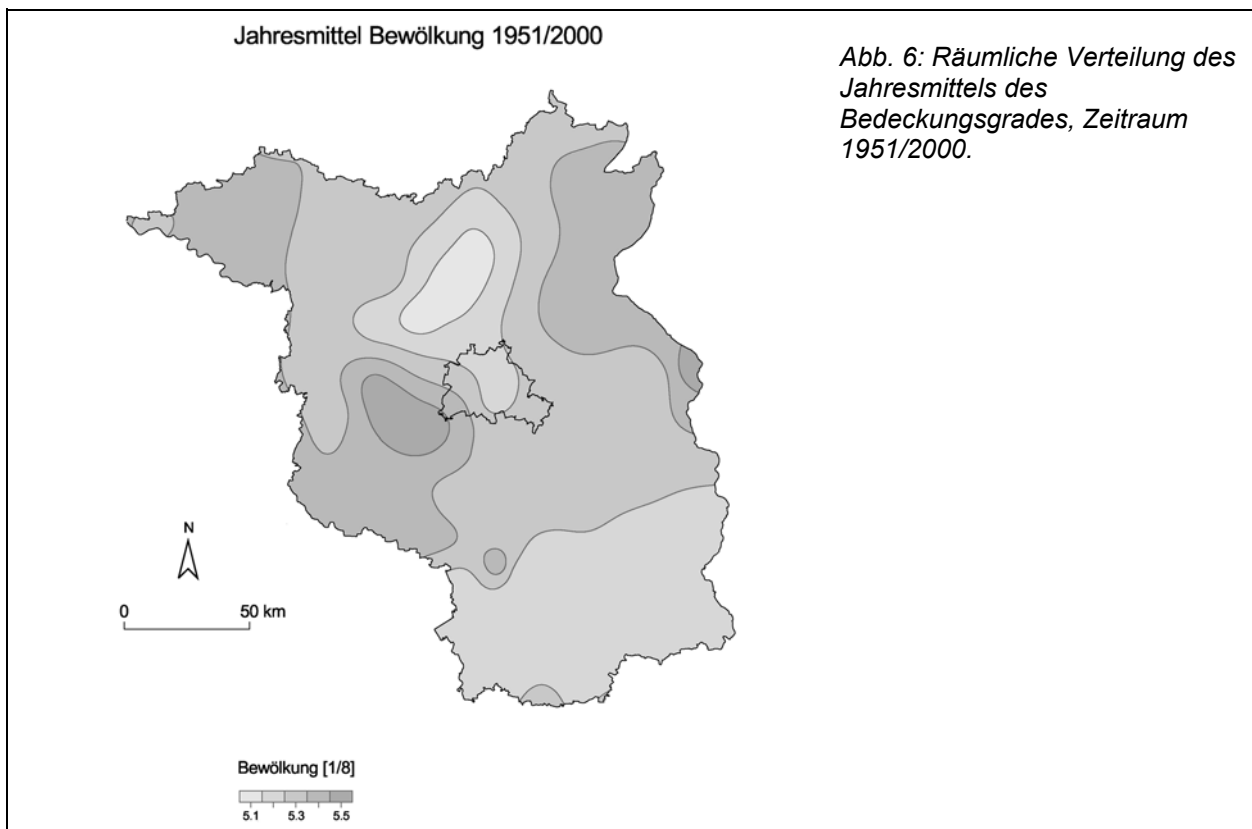 Jahresmittel Bewölkung 1951/2000
Abb. 6: Räumliche Verteilung des
Jahresmittels des
Bedeckungsgrades, Zeitraum
1951/2000.
N
0 50 km
Bewölkung [1/8]
5.1 5.3 5.5